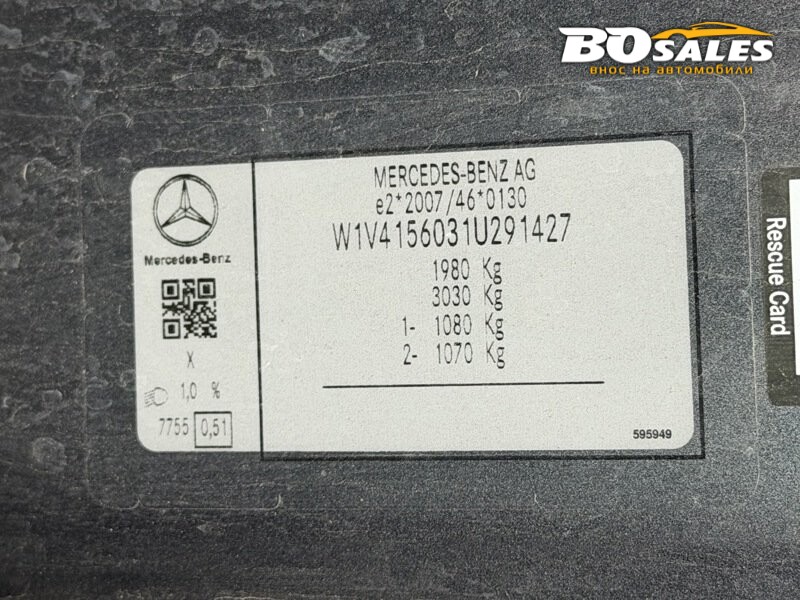 BOSALES
внос на автомобили
MERCEDES-BENZ AG
e2*2007/46*0130
W1V4156031U291427
1980 Kg
3030 Kg
1- 1080 Kg
2- 1070 Kg
Mercedes-Benz
X
1,0 %
7755 0,51
595949
Rescue Card